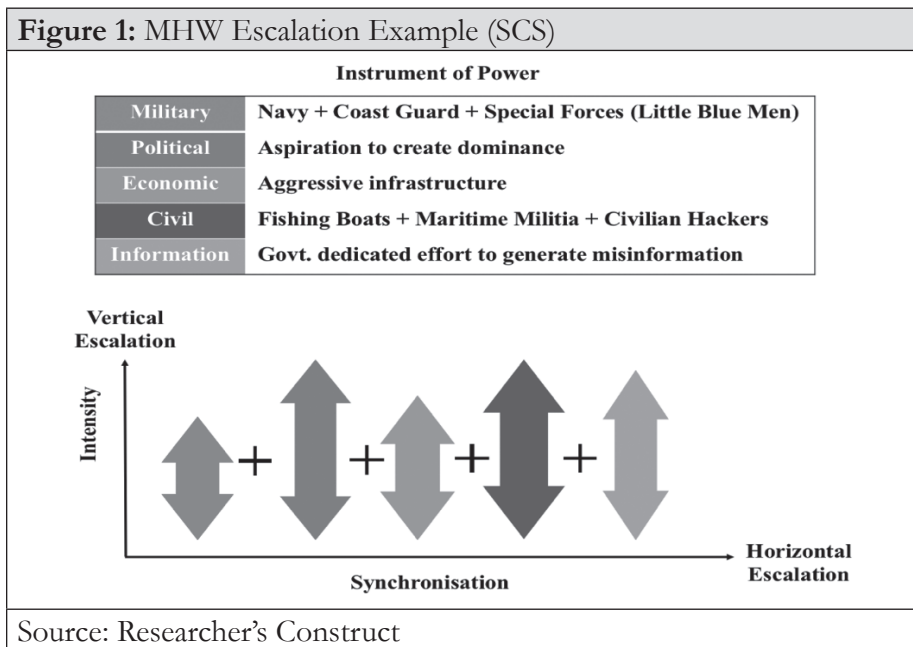 Figure 1: MHW Escalation Example (SCS)
Instrument of Power
Military Navy + Coast Guard + Special Forces (Little Blue Men)
Political Aspiration to create dominance
Economic Aggressive infrastructure
Civil Fishing Boats + Maritime Militia + Civilian Hackers
Information Govt. dedicated effort to generate misinformation
Vertical
Escalation
Intensity
+ + + +
Horizontal
Escalation
Synchronisation
Source: Researcher's Construct